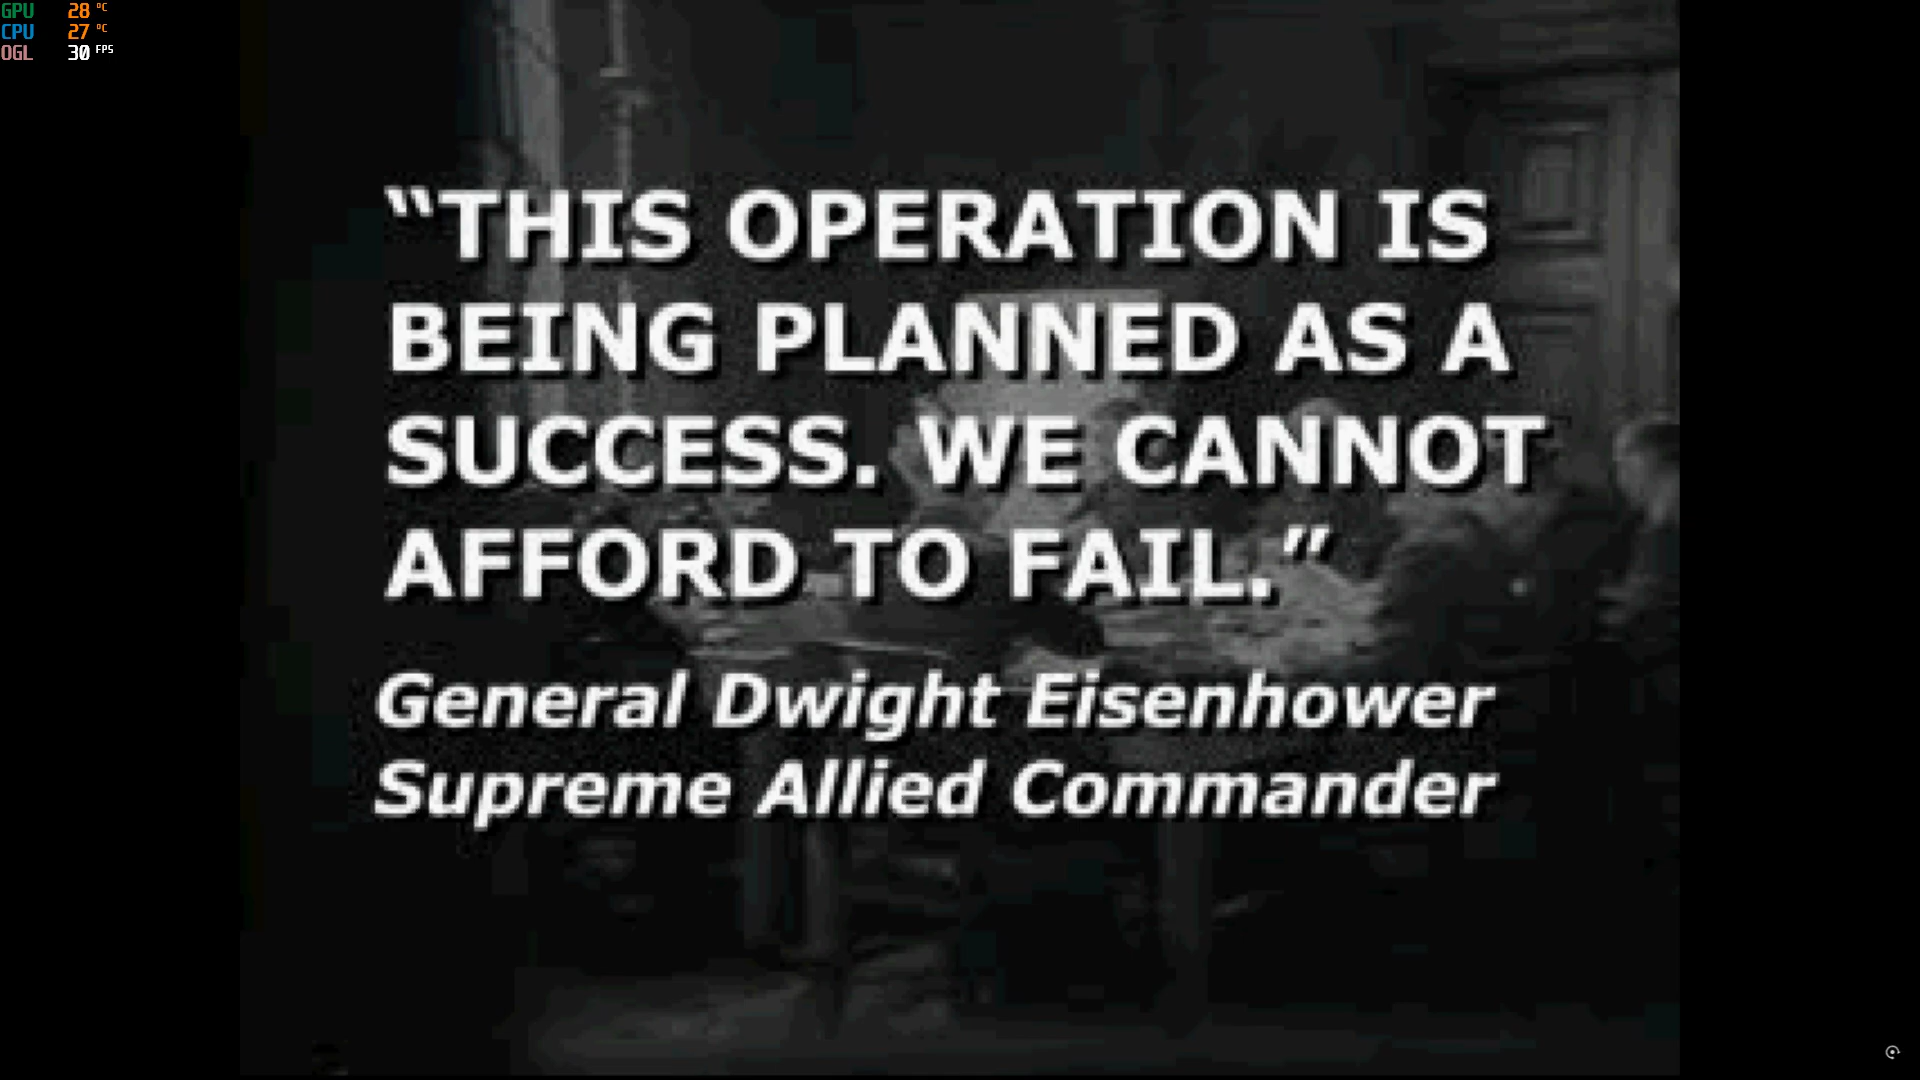 GPU 28 °C
CPU 27 °C
OGL 30 FPS
“THIS OPERATION IS
BEING PLANNED AS A
SUCCESS. WE CANNOT
AFFORD TO FAIL.”
General Dwight Eisenhower
Supreme Allied Commander